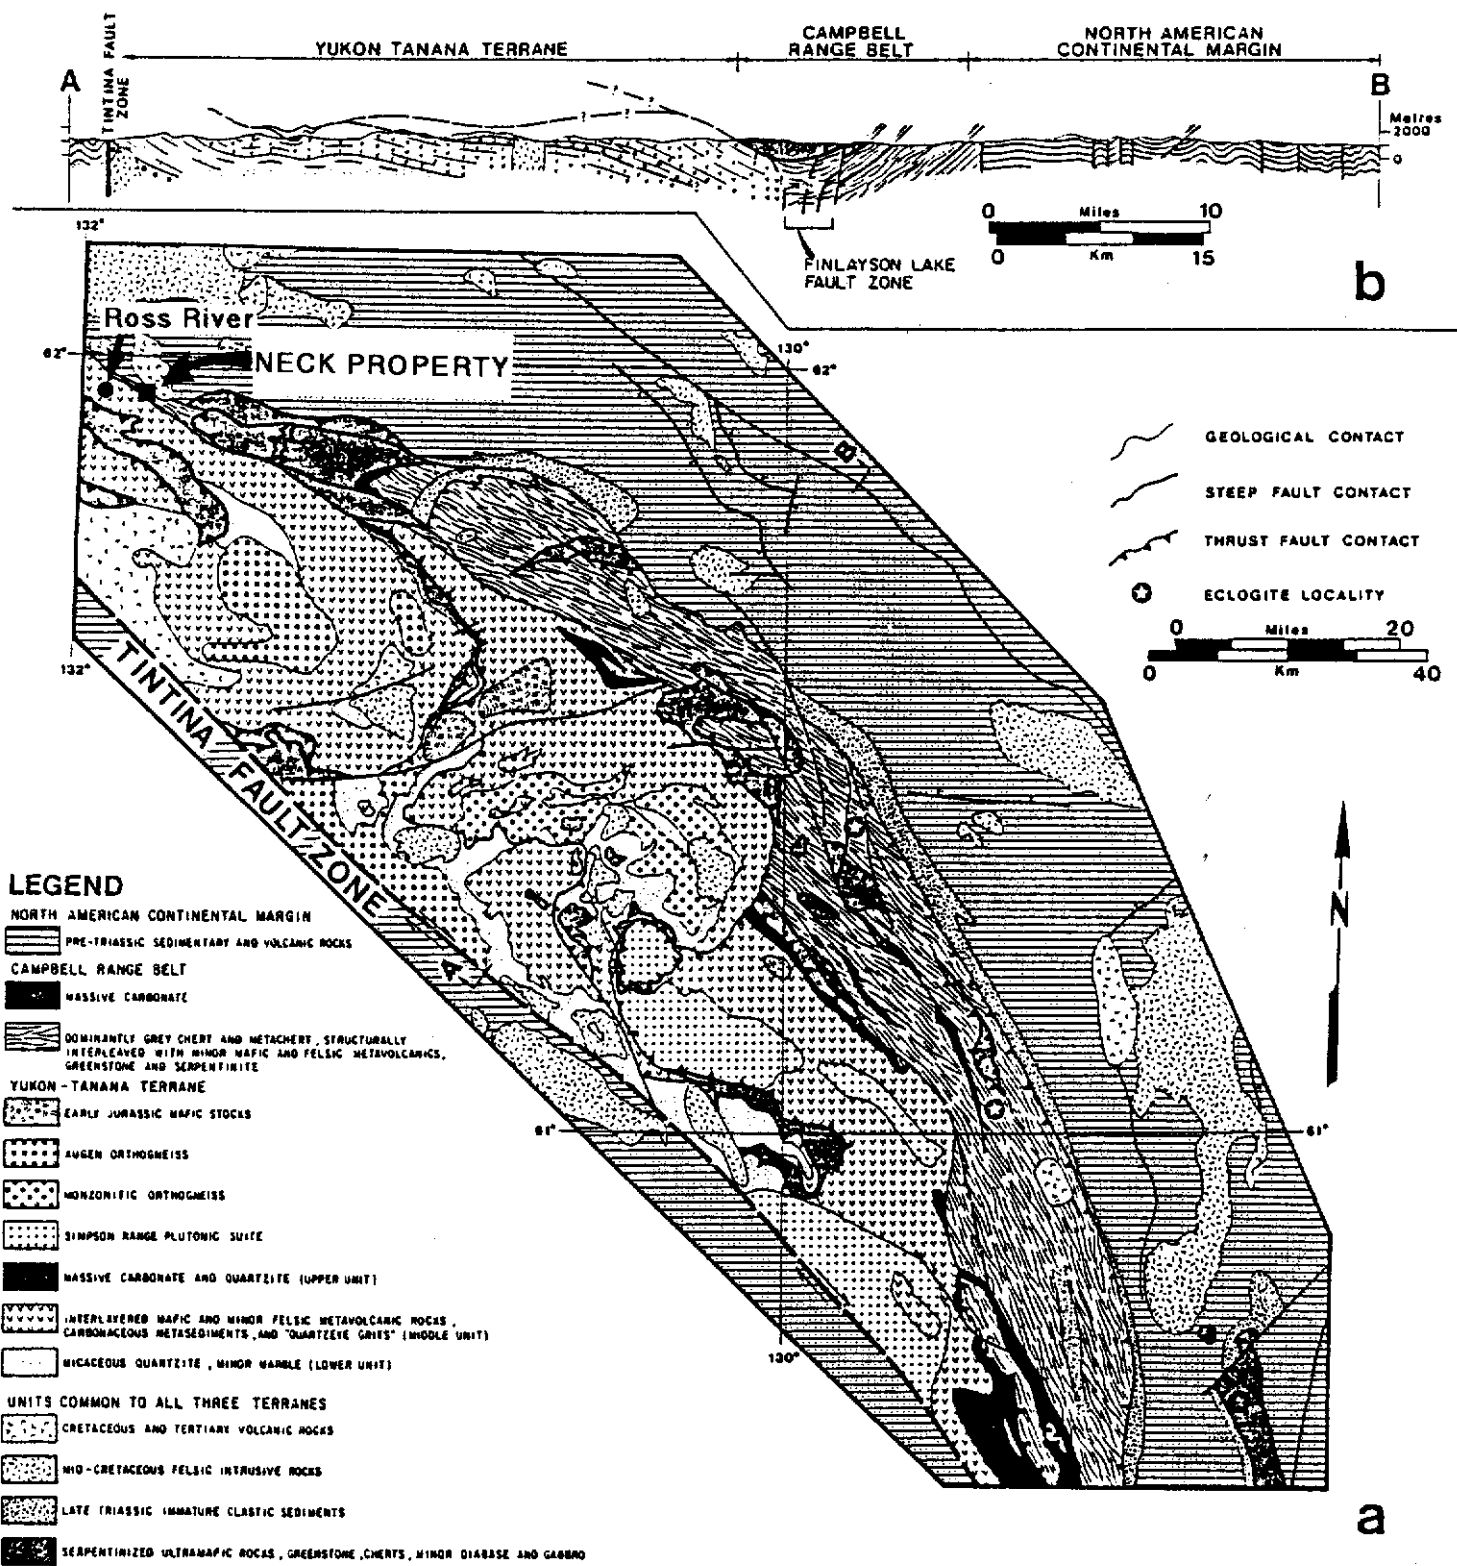 YUKON TANANA TERRANE
CAMPBELL
RANGE BELT
NORTH AMERICAN
CONTINENTAL MARGIN
A
TINTINA FAULT
ZONE
B
Metres
2000
0
? ? ? ?
FINLAYSON LAKE
FAULT ZONE
0 Miles 10
0 Km 15
b
132°
Ross River
62°
NECK PROPERTY
130°
62°
B
GEOLOGICAL CONTACT
STEEP FAULT CONTACT
THRUST FAULT CONTACT
ECLOGITE LOCALITY
0 Miles 20
0 Km 40
132°
TINTINA FAULT ZONE
A
N
61°
61°
130°
LEGEND
NORTH AMERICAN CONTINENTAL MARGIN
PRE-TRIASSIC SEDIMENTARY AND VOLCANIC ROCKS
CAMPBELL RANGE BELT
MASSIVE CARBONATE
DOMINANTLY GREY CHERT AND METACHERT, STRUCTURALLY
INTERLEAVED WITH MINOR MAFIC AND FELSIC METAVOLCANICS,
GREENSTONE AND SERPENTINITE
YUKON-TANANA TERRANE
EARLY JURASSIC MAFIC STOCKS
AUGEN ORTHOGNEISS
MONZONITIC ORTHOGNEISS
SIMPSON RANGE PLUTONIC SUITE
MASSIVE CARBONATE AND QUARTZITE (UPPER UNIT)
INTERLAYERED MAFIC AND MINOR FELSIC METAVOLCANIC ROCKS,
CARBONACEOUS METASEDIMENTS, AND "QUARTZEYE GRITS" (MIDDLE UNIT)
MICACEOUS QUARTZITE, MINOR MARBLE (LOWER UNIT)
UNITS COMMON TO ALL THREE TERRANES
CRETACEOUS AND TERTIARY VOLCANIC ROCKS
MID-CRETACEOUS FELSIC INTRUSIVE ROCKS
LATE TRIASSIC IMMATURE CLASTIC SEDIMENTS
SERPENTINIZED ULTRAMAFIC ROCKS, GREENSTONE, CHERTS, MINOR DIABASE AND GABBRO
a